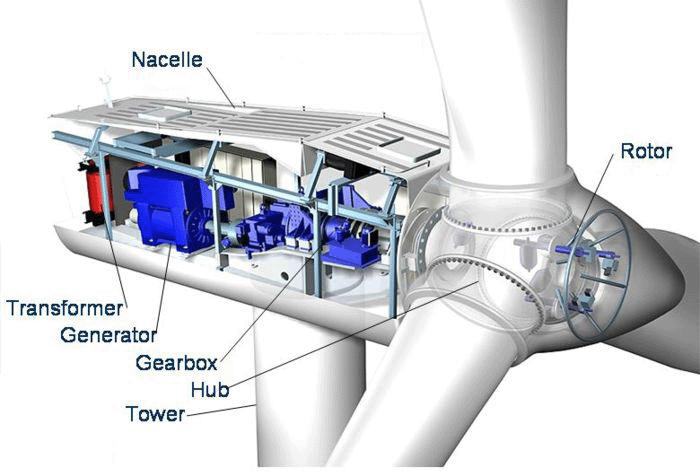 Nacelle
Rotor
Transformer
Generator
Gearbox
Hub
Tower